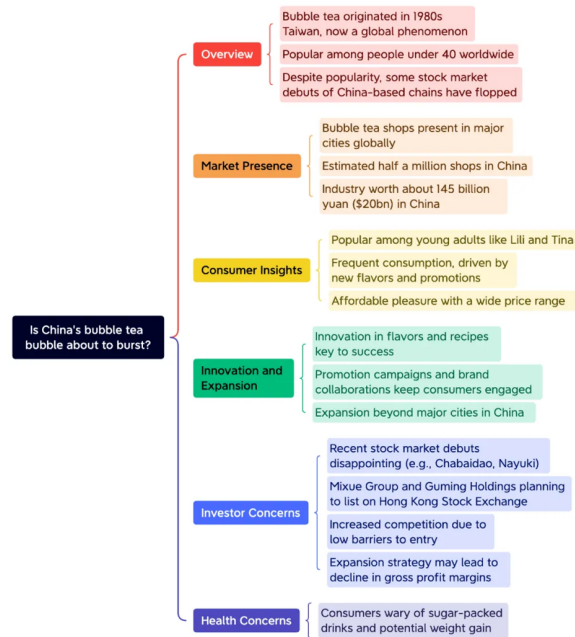 Is China's bubble tea
bubble about to burst?
Overview
Bubble tea originated in 1980s
Taiwan, now a global phenomenon
Popular among people under 40 worldwide
Despite popularity, some stock market
debuts of China-based chains have flopped
Market Presence
Bubble tea shops present in major
cities globally
Estimated half a million shops in China
Industry worth about 145 billion
yuan ($20bn) in China
Consumer Insights
Popular among young adults like Lili and Tina
Frequent consumption, driven by
new flavors and promotions
Affordable pleasure with a wide price range
Innovation and
Expansion
Innovation in flavors and recipes
key to success
Promotion campaigns and brand
collaborations keep consumers engaged
Expansion beyond major cities in China
Investor Concerns
Recent stock market debuts
disappointing (e.g., Chabaidao, Nayuki)
Mixue Group and Guming Holdings planning
to list on Hong Kong Stock Exchange
Increased competition due to
low barriers to entry
Expansion strategy may lead to
decline in gross profit margins
Health Concerns
Consumers wary of sugar-packed
drinks and potential weight gain